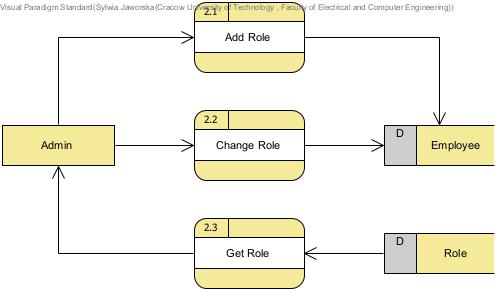 Visual Paradigm Standard(Sylwia Jaworska(Cracow University of Technology , Faculty of Electrical and Computer Engineering))
2.1
Add Role
2.2
D
Admin
Change Role
Employee
2.3
D
Get Role
Role